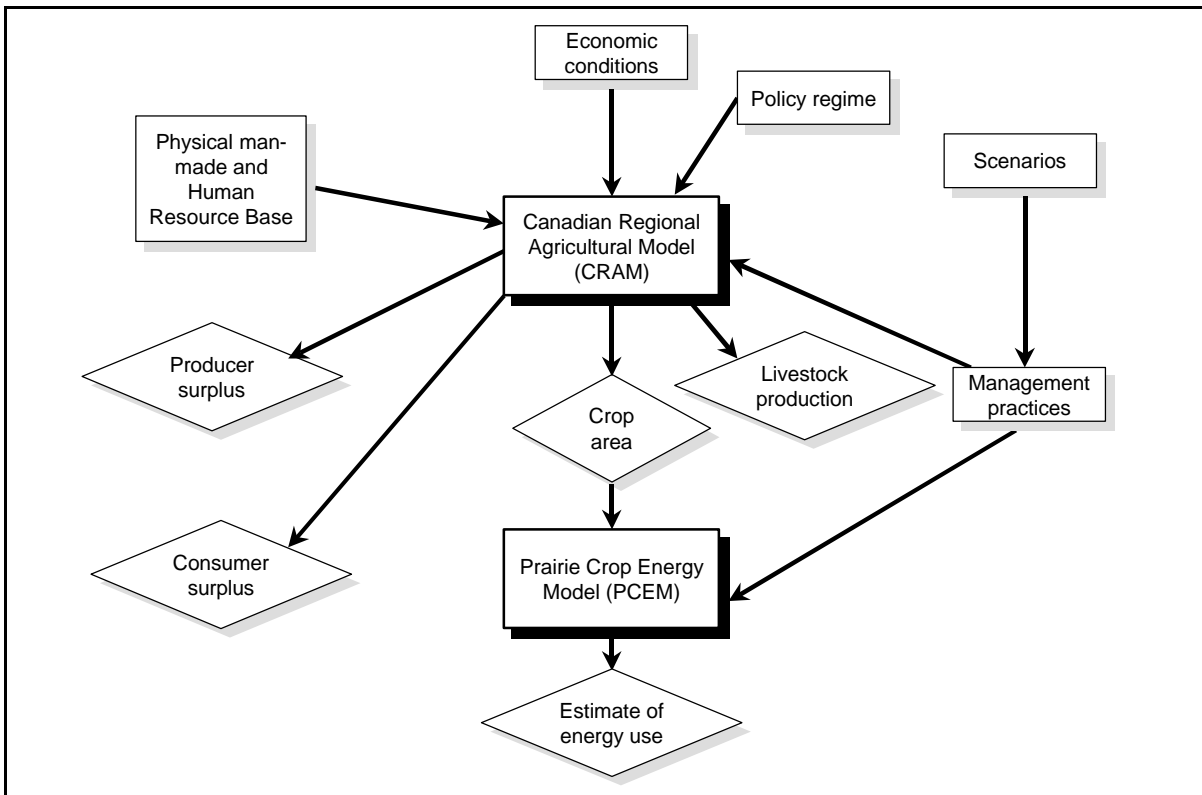 Economic
conditions
Policy regime
Physical man-
made and
Human
Resource Base
Scenarios
Canadian Regional
Agricultural Model
(CRAM)
Producer
surplus
Livestock
production
Management
practices
Crop
area
Consumer
surplus
Prairie Crop Energy
Model (PCEM)
Estimate of
energy use